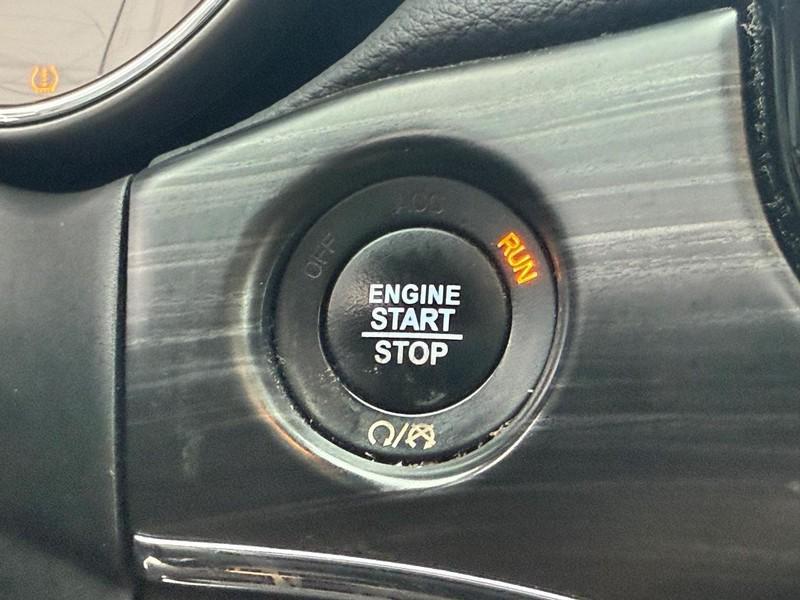 ACC
OFF
RUN
ENGINE
START
STOP